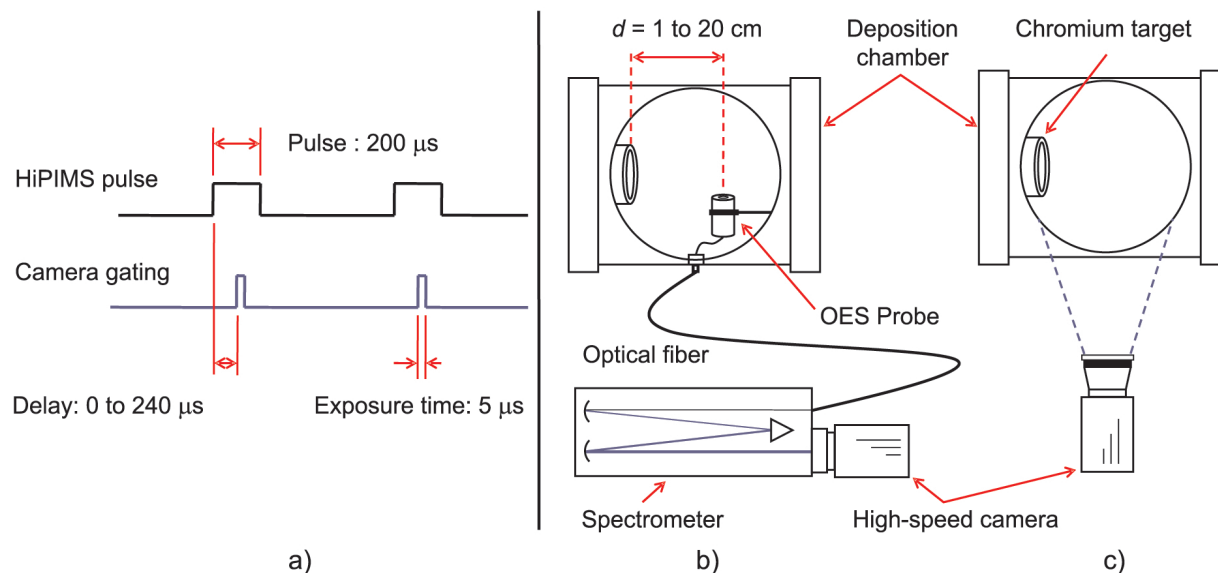 Pulse : 200 μs
HiPIMS pulse
Camera gating
Delay: 0 to 240 μs
Exposure time: 5 μs
a)
d = 1 to 20 cm
Deposition
chamber
Chromium target
OES Probe
Optical fiber
Spectrometer
High-speed camera
b)
c)